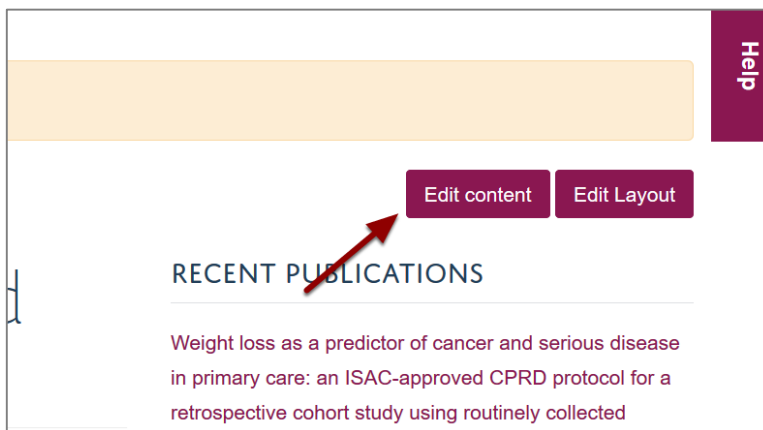 Help
Edit content Edit Layout
RECENT PUBLICATIONS
Weight loss as a predictor of cancer and serious disease
in primary care: an ISAC-approved CPRD protocol for a
retrospective cohort study using routinely collected